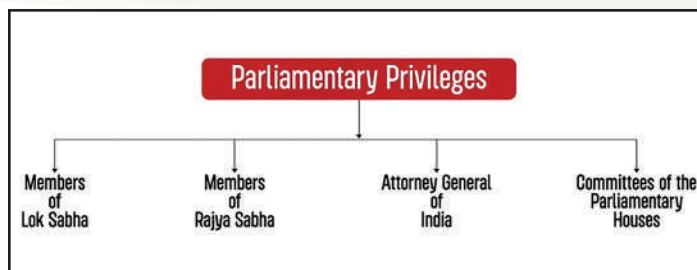 Parliamentary Privileges
Members
of
Lok Sabha
Members
of
Rajya Sabha
Attorney General
of
India
Committees of the
Parliamentary
Houses